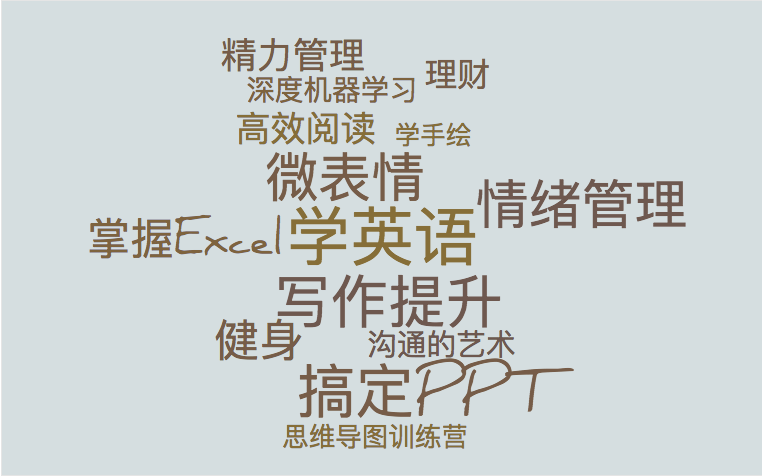 精力管理
理财
深度机器学习
高效阅读
学手绘
微表情
情绪管理
掌握Excel
学英语
写作提升
健身
沟通的艺术
搞定PPT
思维导图训练营